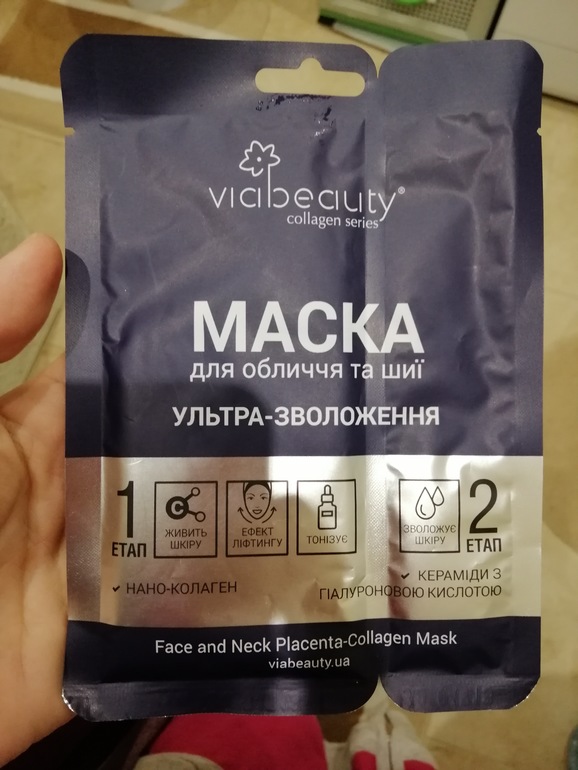 viabeauty®
collagen series
МАСКА
для обличчя та шиї
УЛЬТРА-ЗВОЛОЖЕННЯ
1
ЕТАП
C
ЖИВИТЬ
ШКІРУ
ЕФЕКТ
ЛІФТИНГУ
ТОНІЗУЄ
ЗВОЛОЖУЄ
ШКІРУ
2
ЕТАП
✓ НАНО-КОЛАГЕН
✓ КЕРАМІДИ З
ГІАЛУРОНОВОЮ КИСЛОТОЮ
Face and Neck Placenta-Collagen Mask
viabeauty.ua